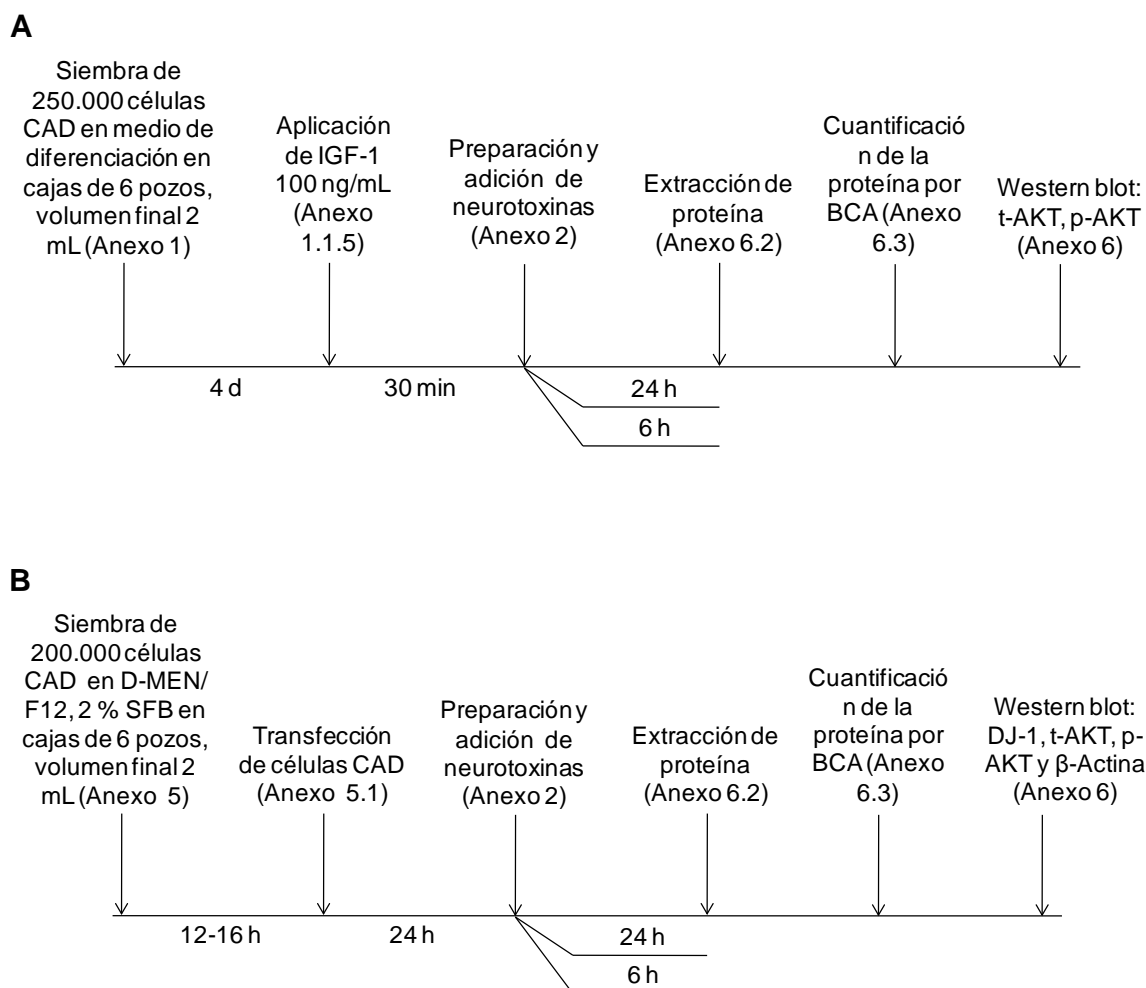 A
Siembra de
250.000 células
CAD en medio de
diferenciación en
cajas de 6 pozos,
volumen final 2
mL (Anexo 1)
Aplicación
de IGF-1
100 ng/mL
(Anexo
1.1.5)
Preparación y
adición de
neurotoxinas
(Anexo 2)
Extracción de
proteína
(Anexo 6.2)
Cuantificació
n de la
proteína por
BCA (Anexo
6.3)
Western blot:
t-AKT, p-AKT
(Anexo 6)
4 d
30 min
24 h
6 h
B
Siembra de
200.000 células
CAD en D-MEN/
F12, 2 % SFB en
cajas de 6 pozos,
volumen final 2
mL (Anexo 5)
Transfección
de células CAD
(Anexo 5.1)
Preparación y
adición de
neurotoxinas
(Anexo 2)
Extracción de
proteína
(Anexo 6.2)
Cuantificació
n de la
proteína por
BCA (Anexo
6.3)
Western blot:
DJ-1, t-AKT, p-
AKT y β-Actina
(Anexo 6)
12-16 h
24 h
24 h
6 h